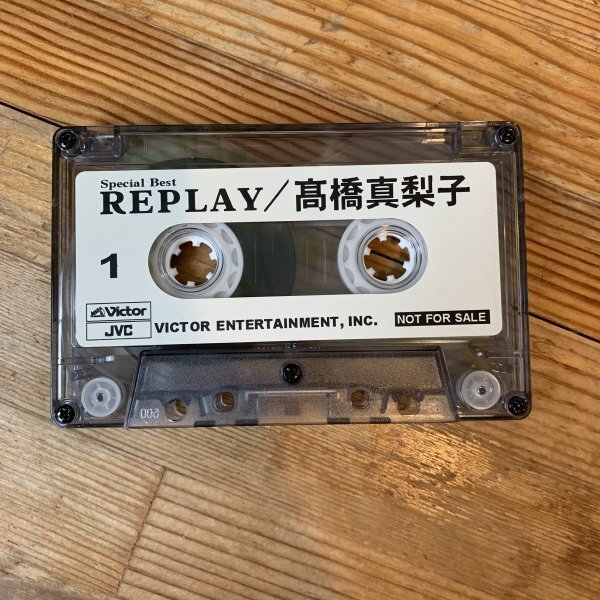 Special Best
REPLAY/髙橋真梨子
1
Victor
JVC
VICTOR ENTERTAINMENT, INC.
NOT FOR SALE